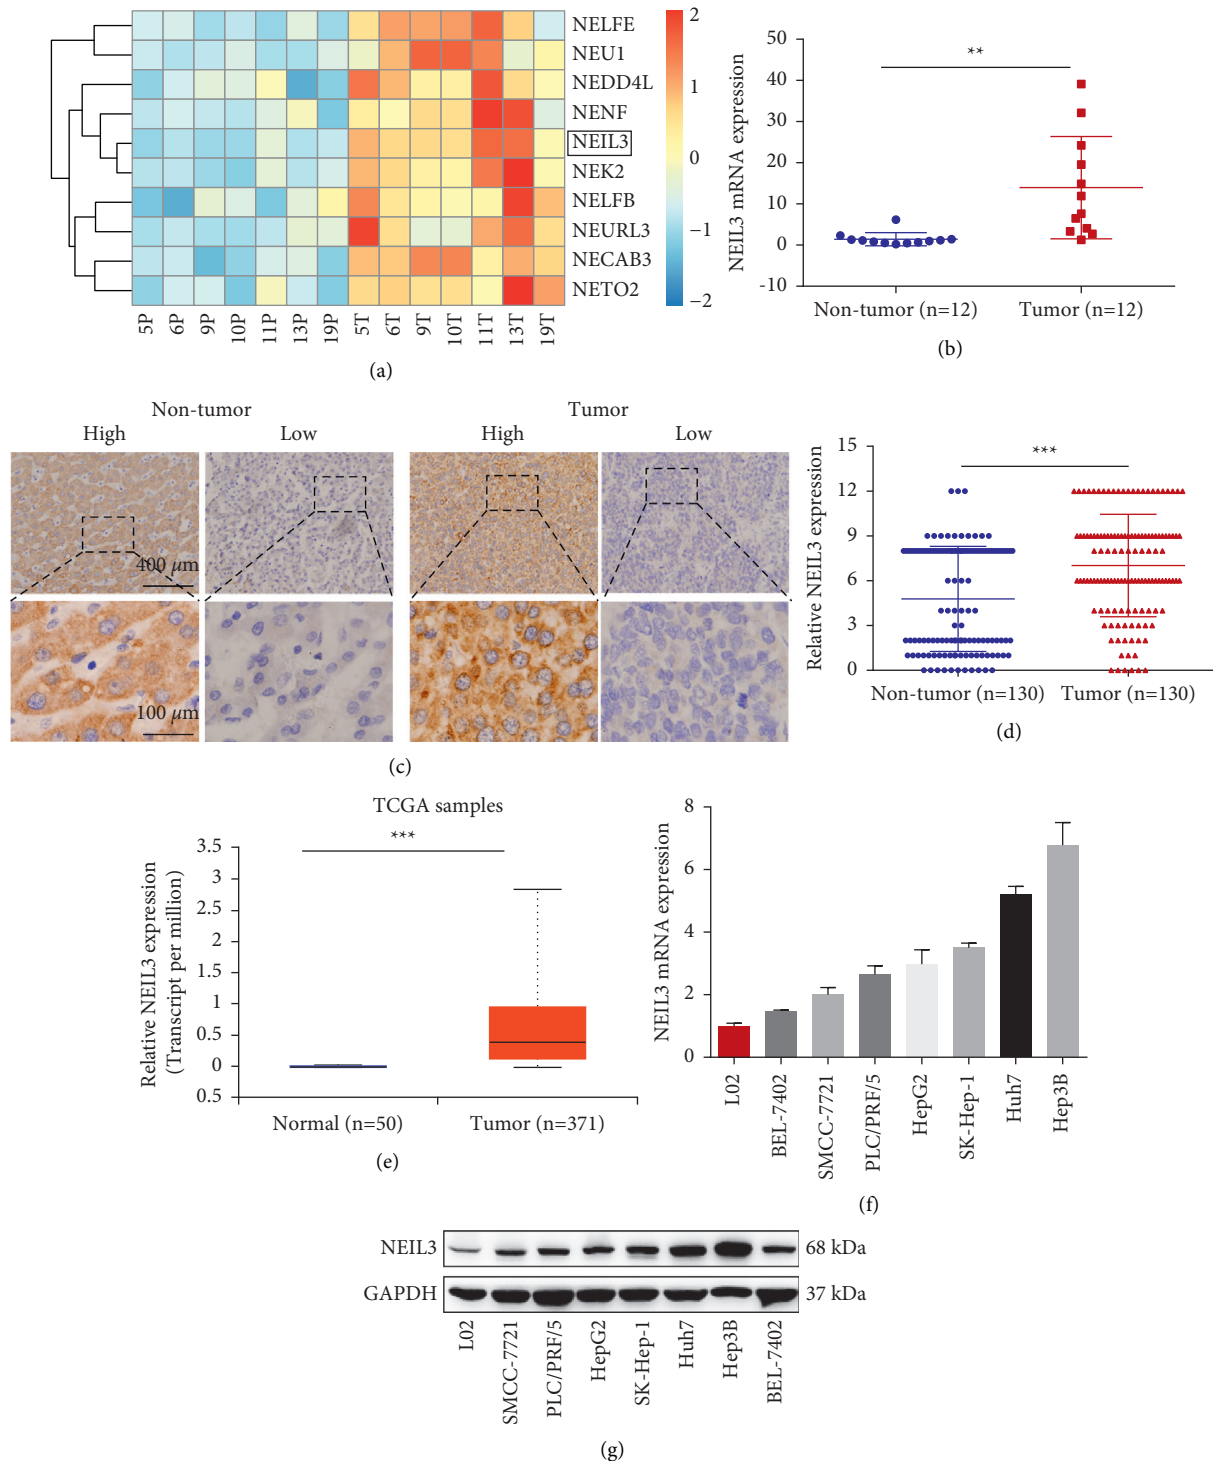 NELFE
NEU1
NEDD4L
NENF
NEIL3
NEK2
NELFB
NEURL3
NECAB3
NETO2
5P 6P 9P 10P 11P 13P 19P 5T 6T 9T 10T 11T 13T 19T
2
1
0
−1
−2
(a)
NEIL3 mRNA expression
50
40
30
20
10
0
-10
**
Non-tumor (n=12) Tumor (n=12)
(b)
Non-tumor Tumor
High Low High Low
400 µm
100 µm
(c)
Relative NEIL3 expression
15
12
9
6
3
0
***
Non-tumor (n=130) Tumor (n=130)
(d)
TCGA samples
***
Relative NEIL3 expression
(Transcript per million)
3.5
3
2.5
2
1.5
1
0.5
0
0.5
Normal (n=50) Tumor (n=371)
(e)
NEIL3 mRNA expression
8
6
4
2
0
L02 BEL-7402 SMCC-7721 PLC/PRF/5 HepG2 SK-Hep-1 Huh7 Hep3B
(f)
NEIL3 68 kDa
GAPDH 37 kDa
L02 SMCC-7721 PLC/PRF/5 HepG2 SK-Hep-1 Huh7 Hep3B BEL-7402
(g)